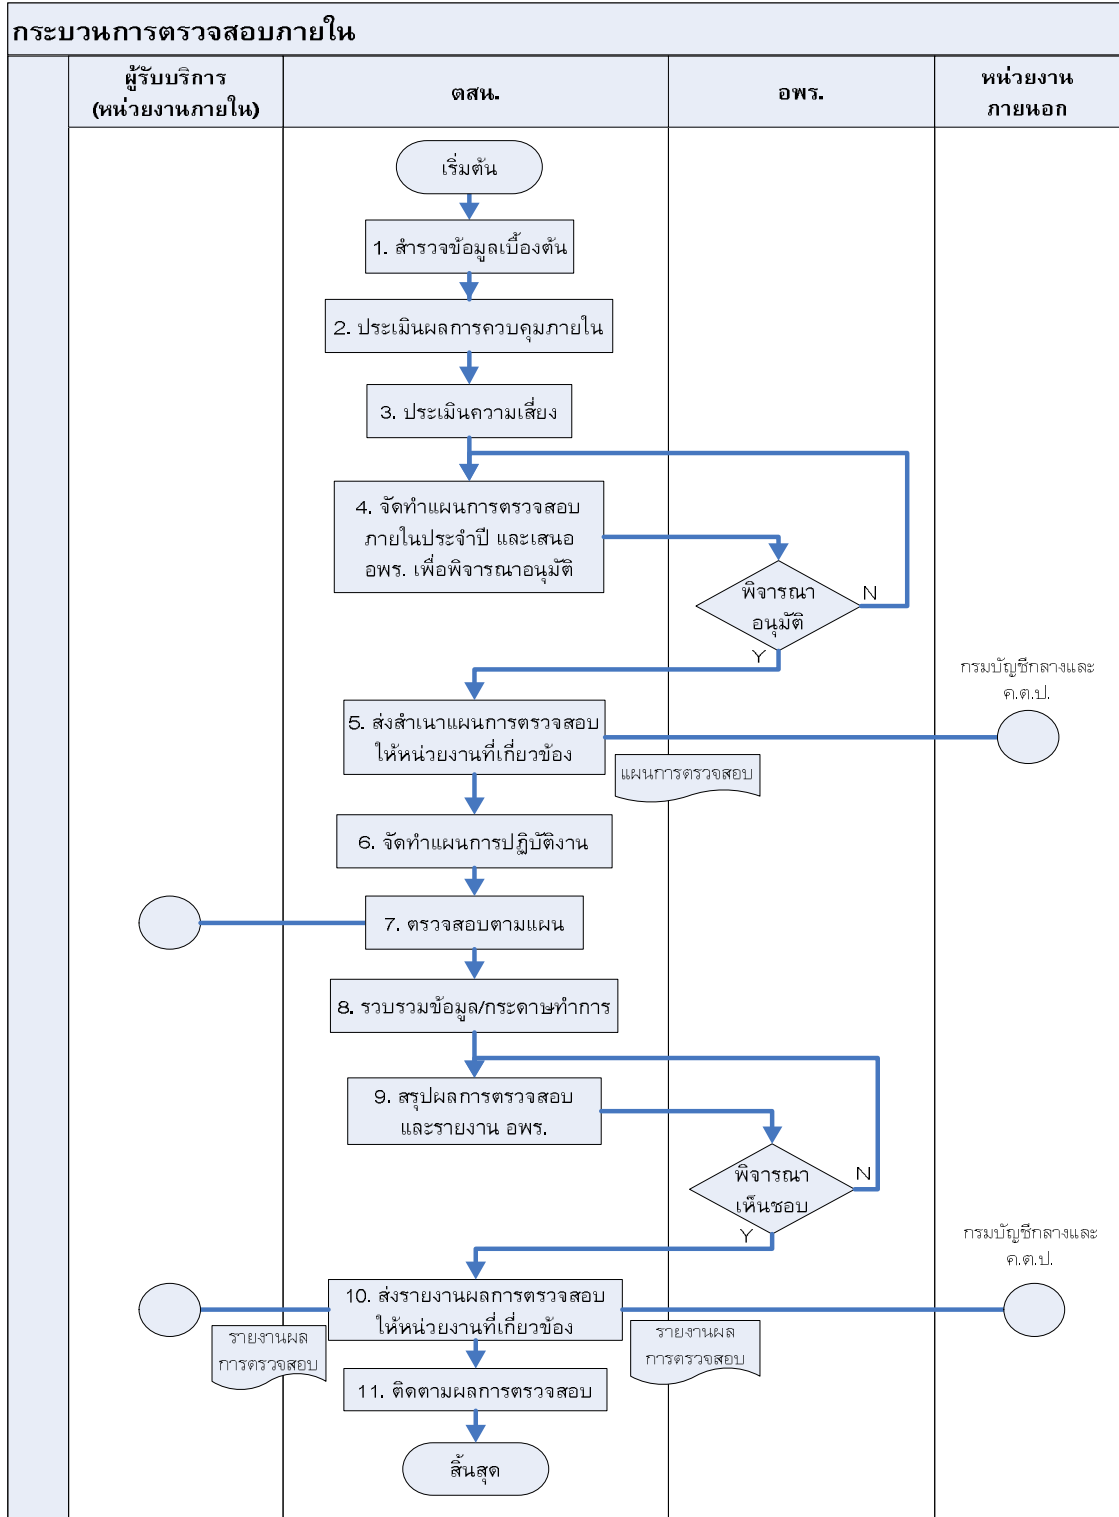 กระบวนการตรวจสอบภายใน
ผู้รับบริการ
(หน่วยงานภายใน)
ตสน.
อพร.
หน่วยงาน
ภายนอก
เริ่มต้น
1. สำรวจข้อมูลเบื้องต้น
2. ประเมินผลการควบคุมภายใน
3. ประเมินความเสี่ยง
4. จัดทำแผนการตรวจสอบ
ภายในประจำปี และเสนอ
อพร. เพื่อพิจารณาอนุมัติ
พิจารณา
อนุมัติ
N
Y
กรมบัญชีกลางและ
ค.ต.ป.
5. ส่งสำเนาแผนการตรวจสอบ
ให้หน่วยงานที่เกี่ยวข้อง
แผนการตรวจสอบ
6. จัดทำแผนการปฏิบัติงาน
7. ตรวจสอบตามแผน
8. รวบรวมข้อมูล/กระดาษทำการ
9. สรุปผลการตรวจสอบ
และรายงาน อพร.
พิจารณา
เห็นชอบ
N
Y
กรมบัญชีกลางและ
ค.ต.ป.
10. ส่งรายงานผลการตรวจสอบ
ให้หน่วยงานที่เกี่ยวข้อง
รายงานผล
การตรวจสอบ
รายงานผล
การตรวจสอบ
11. ติดตามผลการตรวจสอบ
สิ้นสุด